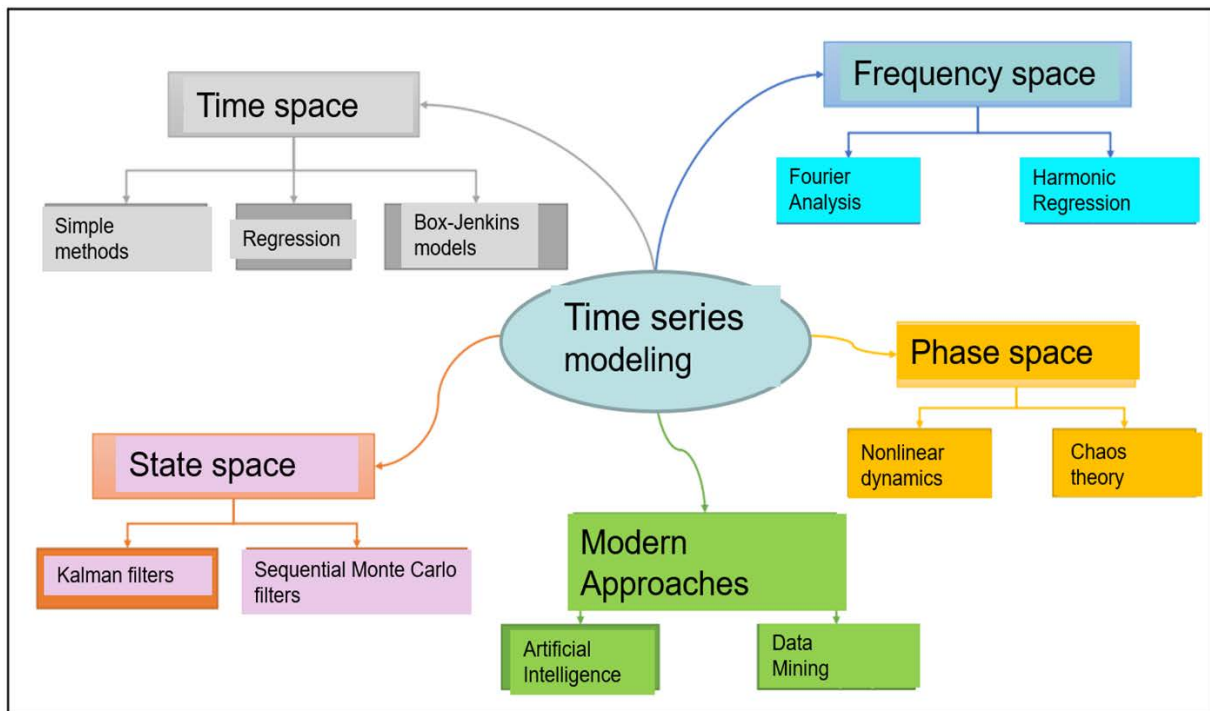 Time space
Simple
methods
Regression
Box-Jenkins
models
Frequency space
Fourier
Analysis
Harmonic
Regression
Time series
modeling
Phase space
Nonlinear
dynamics
Chaos
theory
State space
Kalman filters
Sequential Monte Carlo
filters
Modern
Approaches
Artificial
Intelligence
Data
Mining